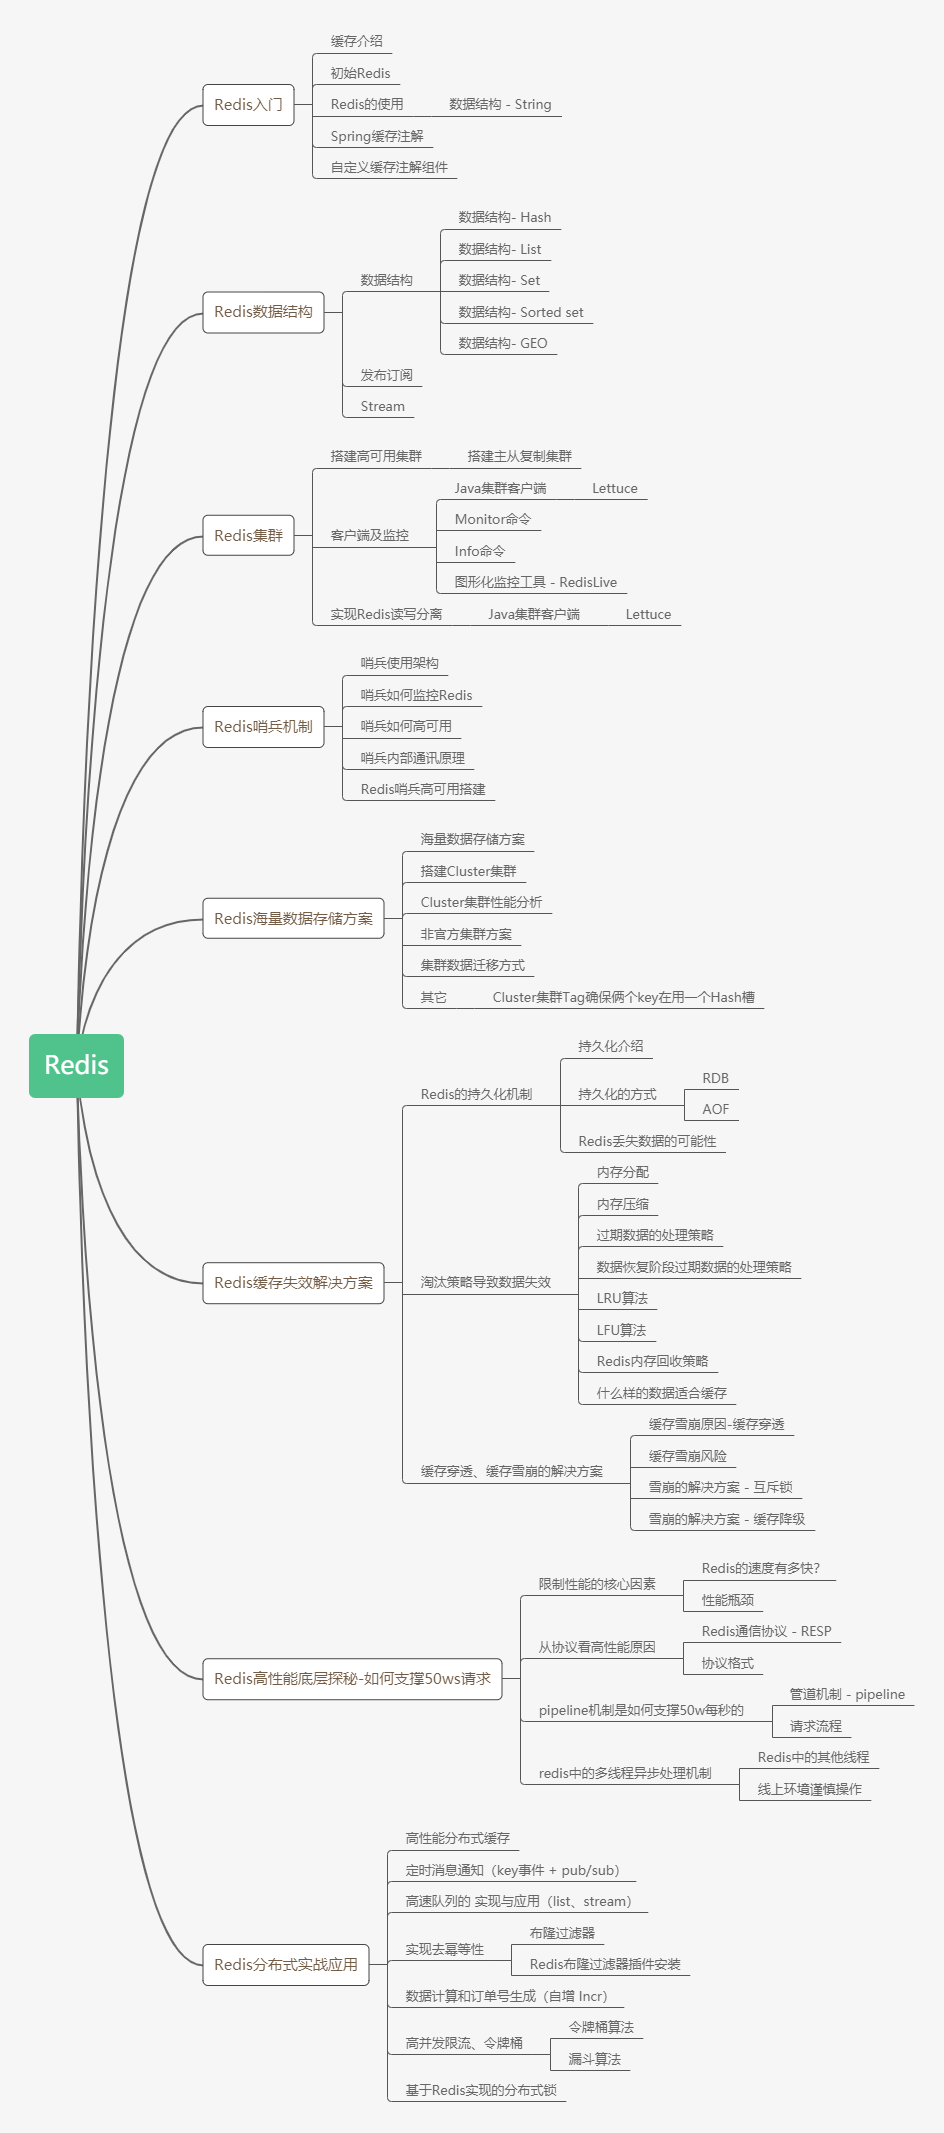 Redis
Redis入门
缓存介绍
初始Redis
Redis的使用
数据结构 - String
Spring缓存注解
自定义缓存注解组件
Redis数据结构
数据结构
数据结构- Hash
数据结构- List
数据结构- Set
数据结构- Sorted set
数据结构- GEO
发布订阅
Stream
Redis集群
搭建高可用集群
搭建主从复制集群
客户端及监控
Java集群客户端
Lettuce
Monitor命令
Info命令
图形化监控工具 - RedisLive
实现Redis读写分离
Java集群客户端
Lettuce
Redis哨兵机制
哨兵使用架构
哨兵如何监控Redis
哨兵如何高可用
哨兵内部通讯原理
Redis哨兵高可用搭建
Redis海量数据存储方案
海量数据存储方案
搭建Cluster集群
Cluster集群性能分析
非官方集群方案
集群数据迁移方式
其它
Cluster集群Tag确保俩个key在用一个Hash槽
Redis缓存失效解决方案
Redis的持久化机制
持久化介绍
持久化的方式
RDB
AOF
Redis丢失数据的可能性
淘汰策略导致数据失效
内存分配
内存压缩
过期数据的处理策略
数据恢复阶段过期数据的处理策略
LRU算法
LFU算法
Redis内存回收策略
什么样的数据适合缓存
缓存穿透、缓存雪崩的解决方案
缓存雪崩原因-缓存穿透
缓存雪崩风险
雪崩的解决方案 - 互斥锁
雪崩的解决方案 - 缓存降级
Redis高性能底层探秘-如何支撑50ws请求
限制性能的核心因素
Redis的速度有多快?
性能瓶颈
从协议看高性能原因
Redis通信协议 - RESP
协议格式
pipeline机制是如何支撑50w每秒的
管道机制 - pipeline
请求流程
redis中的多线程异步处理机制
Redis中的其他线程
线上环境谨慎操作
Redis分布式实战应用
高性能分布式缓存
定时消息通知（key事件 + pub/sub）
高速队列的 实现与应用（list、stream）
实现去幂等性
布隆过滤器
Redis布隆过滤器插件安装
数据计算和订单号生成（自增 Incr）
高并发限流、令牌桶
令牌桶算法
漏斗算法
基于Redis实现的分布式锁